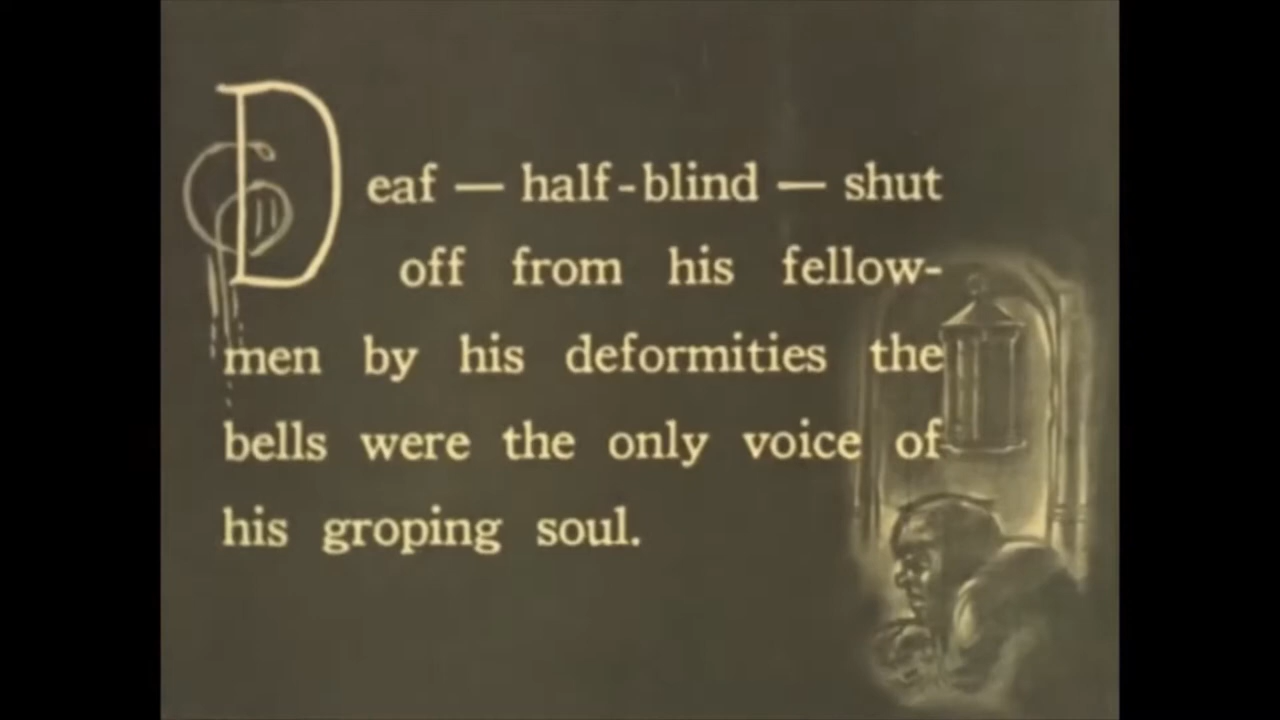 Deaf — half-blind — shut
off from his fellow-
men by his deformities the
bells were the only voice of
his groping soul.